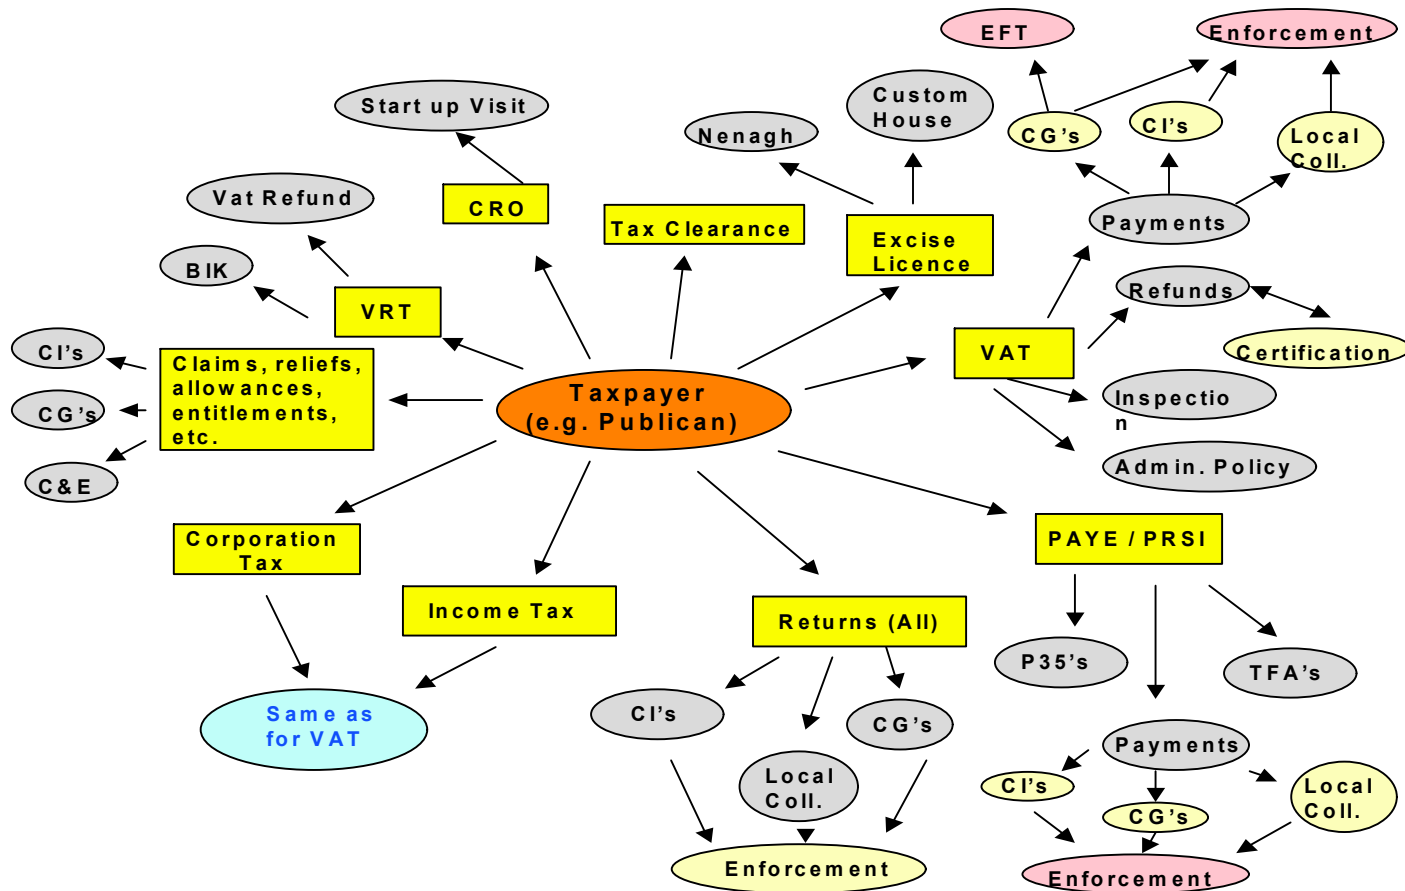 EFT
Enforcement
Start up Visit
Custom
House
Nenagh
CG's
CI's
Local
Coll.
Vat Refund
CRO
Tax Clearance
Excise
Licence
Payments
BIK
VRT
Refunds
CI's
Claims, reliefs,
allowances,
entitlements,
etc.
VAT
Certification
CG's
Taxpayer
(e.g. Publican)
Inspectio
n
C&E
Admin. Policy
Corporation
Tax
PAYE / PRSI
Income Tax
Returns (All)
P35's
TFA's
Same as
for VAT
CI's
CG's
Payments
Local
Coll.
CI's
CG's
Local
Coll.
Enforcement
Enforcement